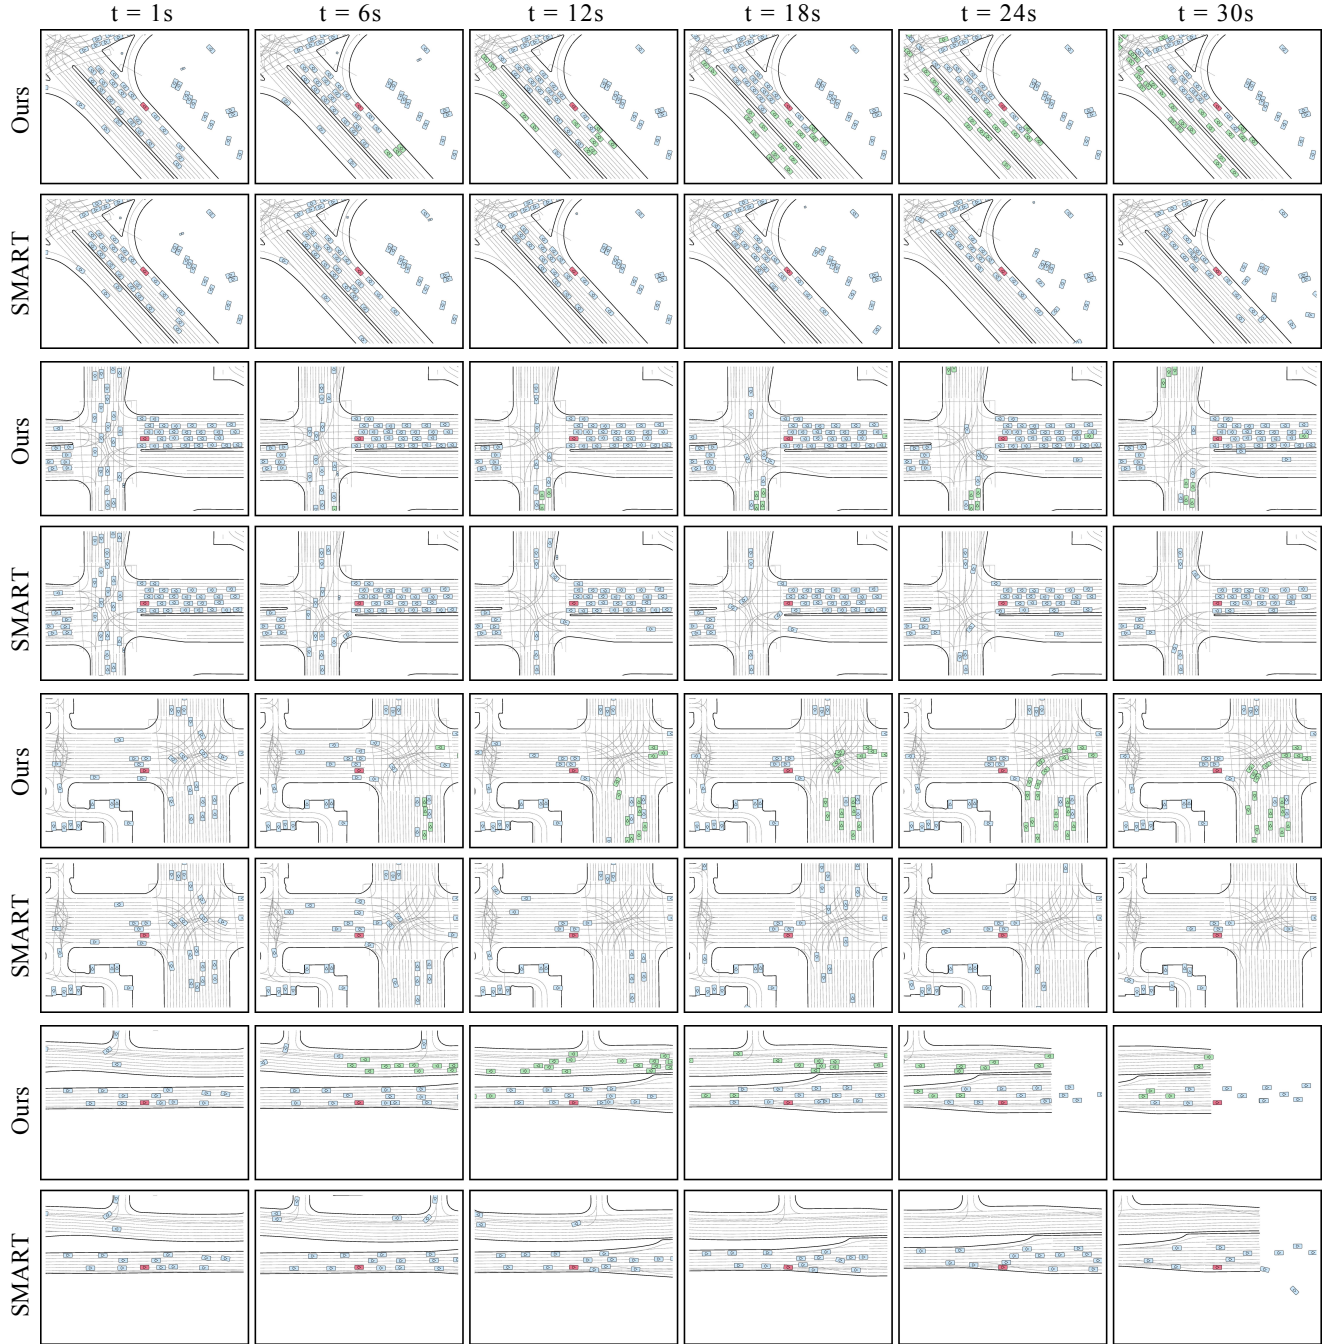 t = 1s t = 6s t = 12s t = 18s t = 24s t = 30s
Ours
SMART
Ours
SMART
Ours
SMART
Ours
SMART